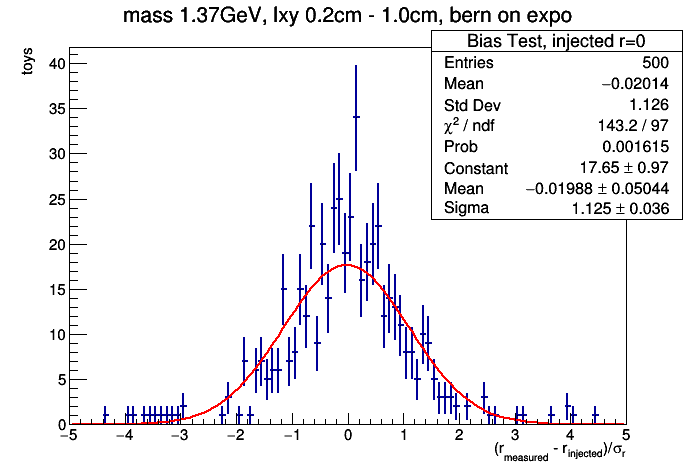 mass 1.37GeV, lxy 0.2cm - 1.0cm, bern on expo
Bias Test, injected r=0
Entries 500
Mean −0.02014
Std Dev 1.126
χ² / ndf 143.2 / 97
Prob 0.001615
Constant 17.65 ± 0.97
Mean −0.01988 ± 0.05044
Sigma 1.125 ± 0.036
toys
40
35
30
25
20
15
10
5
0
−5 −4 −3 −2 −1 0 1 2 3 4 5
(r_measured - r_injected)/σ_r